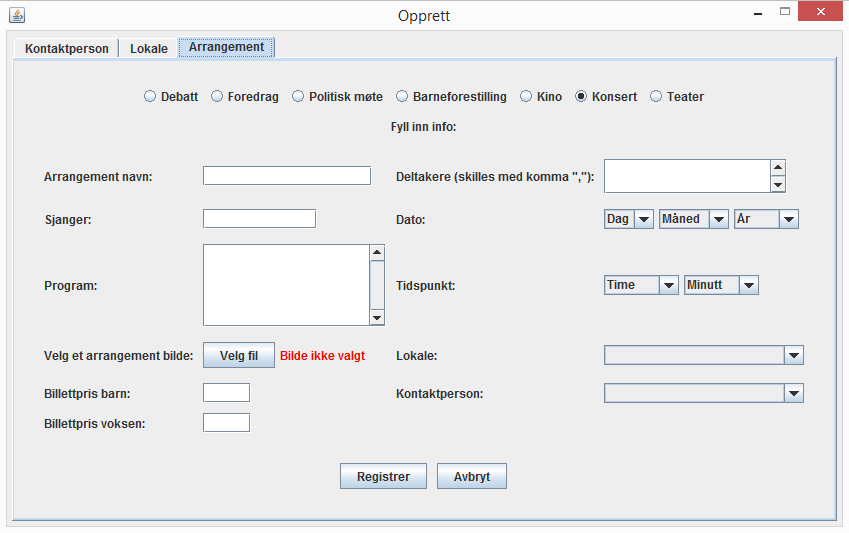 Opprett
Kontaktperson Lokale Arrangement
Debatt Foredrag Politisk møte Barneforestilling Kino Konsert Teater
Fyll inn info:
Arrangement navn: Deltakere (skilles med komma ","):
Sjanger: Dato: Dag Måned År
Program: Tidspunkt: Time Minutt
Velg et arrangement bilde: Velg fil Bilde ikke valgt Lokale:
Billettpris barn: Kontaktperson:
Billettpris voksen:
Registrer Avbryt